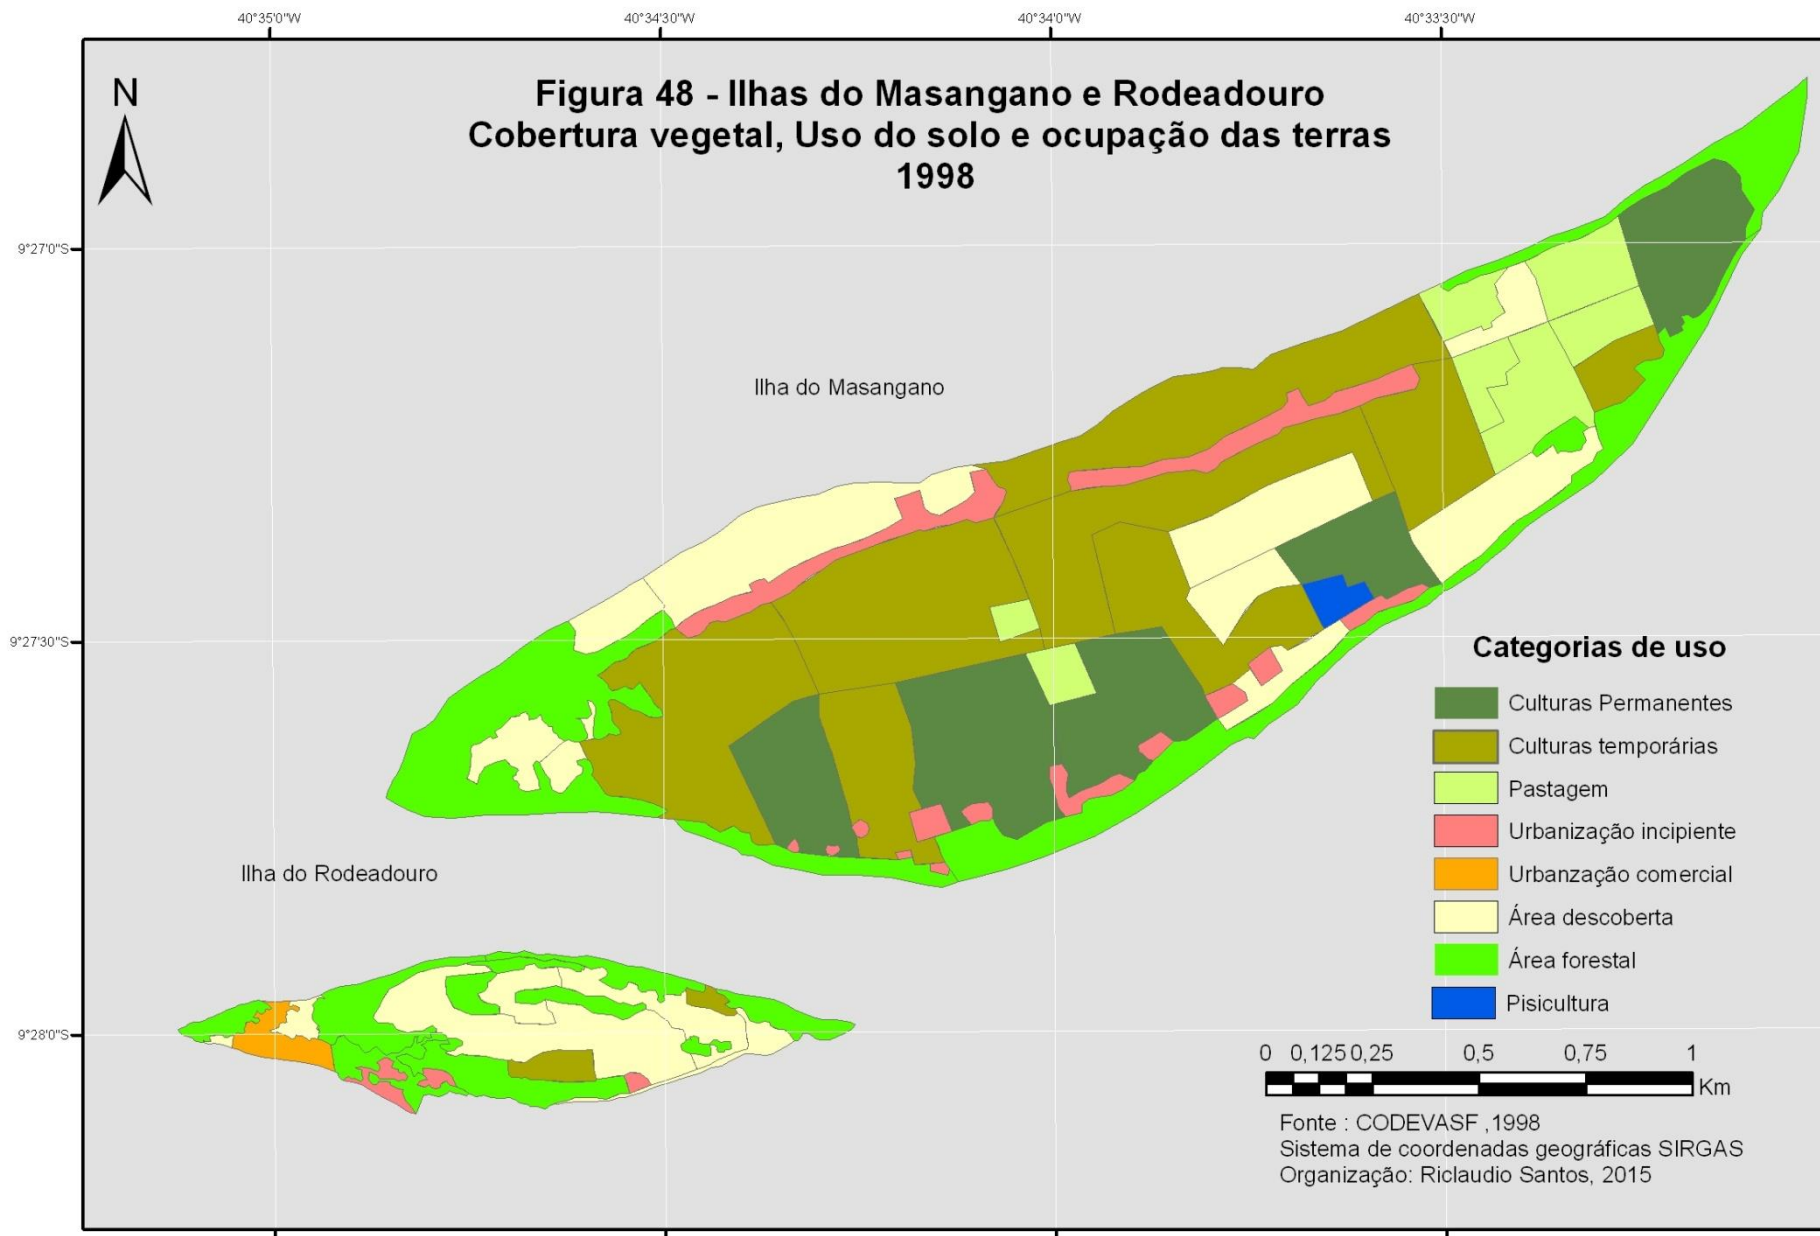 40°35'0"W
40°34'30"W
40°34'0"W
40°33'30"W
N
Figura 48 - Ilhas do Masangano e Rodeadouro
Cobertura vegetal, Uso do solo e ocupação das terras
1998
9°27'0"S
Ilha do Masangano
9°27'30"S
Ilha do Rodeadouro
9°28'0"S
Categorias de uso
Culturas Permanentes
Culturas temporárias
Pastagem
Urbanização incipiente
Urbanzação comercial
Área descoberta
Área forestal
Pisicultura
0 0,125 0,25 0,5 0,75 1
Km
Fonte : CODEVASF ,1998
Sistema de coordenadas geográficas SIRGAS
Organização: Riclaudio Santos, 2015